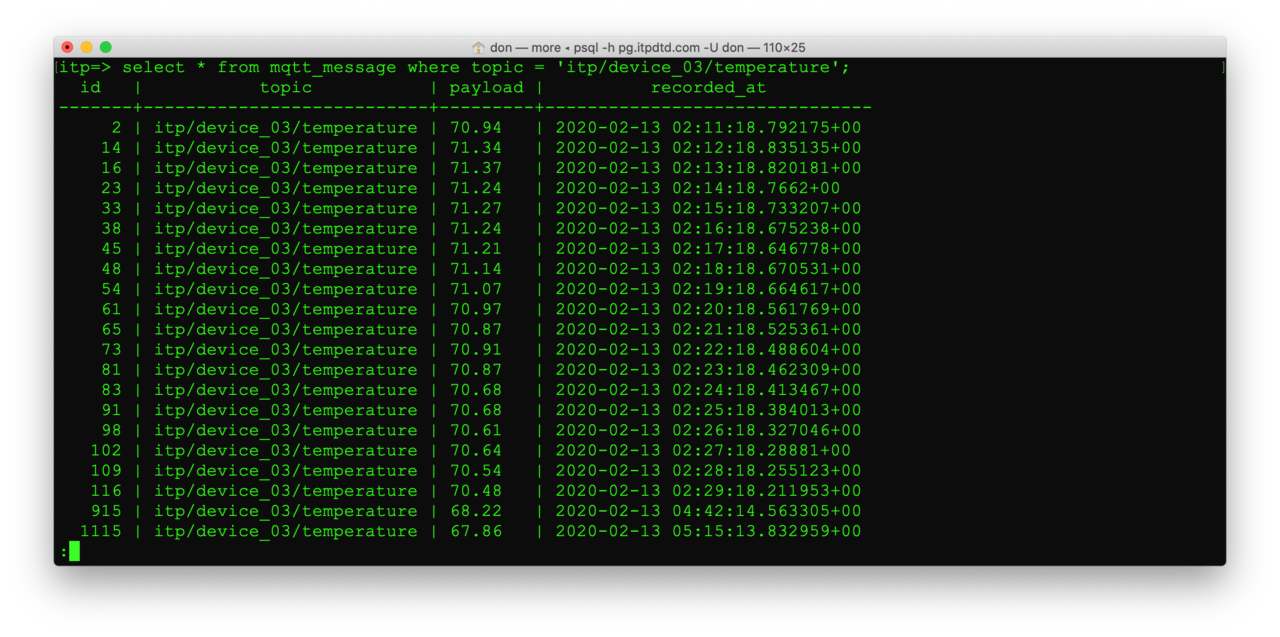 don — more • psql -h pg.itpdtd.com -U don — 110×25
[itp=> select * from mqtt_message where topic = 'itp/device_03/temperature'; ]
  id   |           topic           | payload |          recorded_at
-------+---------------------------+---------+-------------------------------
     2 | itp/device_03/temperature | 70.94   | 2020-02-13 02:11:18.792175+00
    14 | itp/device_03/temperature | 71.34   | 2020-02-13 02:12:18.835135+00
    16 | itp/device_03/temperature | 71.37   | 2020-02-13 02:13:18.820181+00
    23 | itp/device_03/temperature | 71.24   | 2020-02-13 02:14:18.7662+00
    33 | itp/device_03/temperature | 71.27   | 2020-02-13 02:15:18.733207+00
    38 | itp/device_03/temperature | 71.24   | 2020-02-13 02:16:18.675238+00
    45 | itp/device_03/temperature | 71.21   | 2020-02-13 02:17:18.646778+00
    48 | itp/device_03/temperature | 71.14   | 2020-02-13 02:18:18.670531+00
    54 | itp/device_03/temperature | 71.07   | 2020-02-13 02:19:18.664617+00
    61 | itp/device_03/temperature | 70.97   | 2020-02-13 02:20:18.561769+00
    65 | itp/device_03/temperature | 70.87   | 2020-02-13 02:21:18.525361+00
    73 | itp/device_03/temperature | 70.91   | 2020-02-13 02:22:18.488604+00
    81 | itp/device_03/temperature | 70.87   | 2020-02-13 02:23:18.462309+00
    83 | itp/device_03/temperature | 70.68   | 2020-02-13 02:24:18.413467+00
    91 | itp/device_03/temperature | 70.68   | 2020-02-13 02:25:18.384013+00
    98 | itp/device_03/temperature | 70.61   | 2020-02-13 02:26:18.327046+00
   102 | itp/device_03/temperature | 70.64   | 2020-02-13 02:27:18.28881+00
   109 | itp/device_03/temperature | 70.54   | 2020-02-13 02:28:18.255123+00
   116 | itp/device_03/temperature | 70.48   | 2020-02-13 02:29:18.211953+00
   915 | itp/device_03/temperature | 68.22   | 2020-02-13 04:42:14.563305+00
  1115 | itp/device_03/temperature | 67.86   | 2020-02-13 05:15:13.832959+00
: